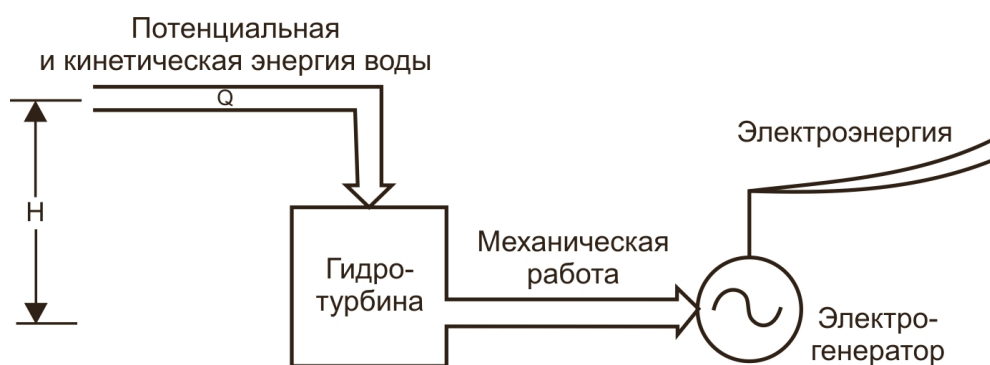 Потенциальная
и кинетическая энергия воды
Q
H
Гидро-
турбина
Механическая
работа
Электроэнергия
Электро-
генератор